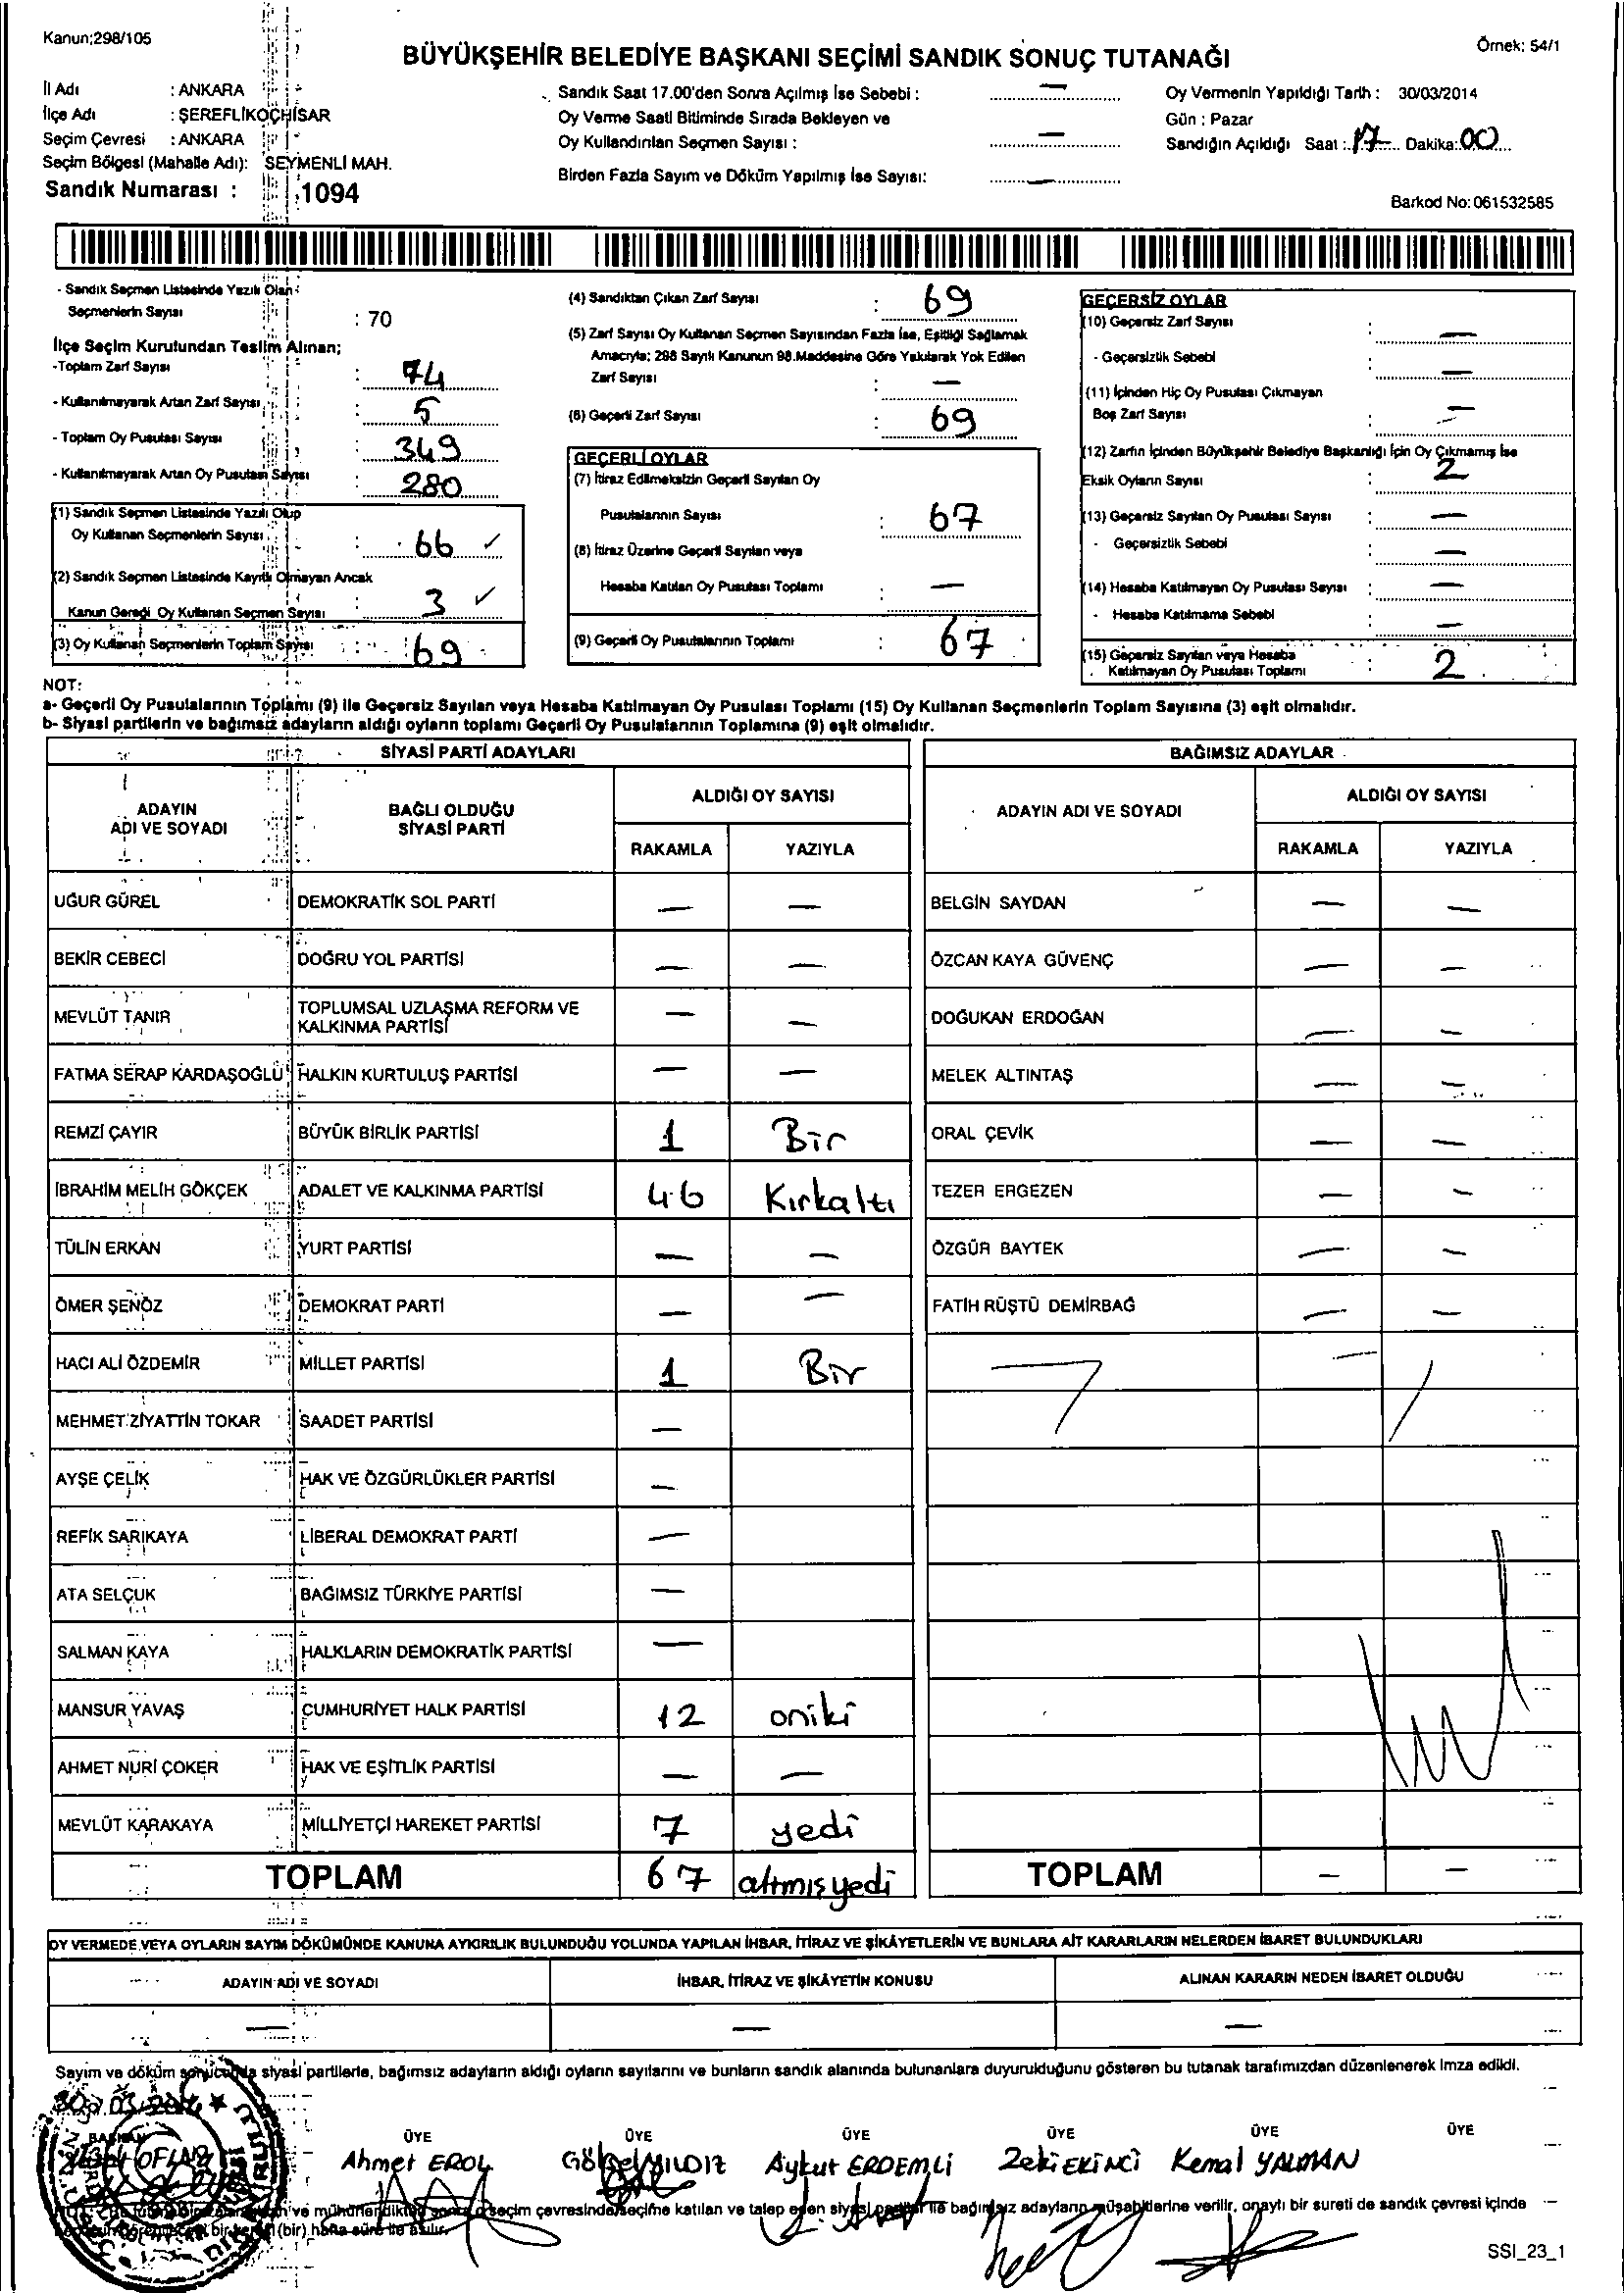 Kanun;298/105
Örnek: 54/1
BÜYÜKŞEHİR BELEDİYE BAŞKANI SEÇİMİ SANDIK SONUÇ TUTANAĞI
İl Adı : ANKARA
İlçe Adı : ŞEREFLİKOÇHİSAR
Seçim Çevresi : ANKARA
Seçim Bölgesi (Mahalle Adı): SEYMENLİ MAH.
Sandık Numarası : 1094
Sandık Saat 17.00'den Sonra Açılmış İse Sebebi : —
Oy Verme Saati Bitiminde Sırada Bekleyen ve
Oy Kullandırılan Seçmen Sayısı : —
Birden Fazla Sayım ve Döküm Yapılmış İse Sayısı: —
Oy Vermenin Yapıldığı Tarih : 30/03/2014
Gün : Pazar
Sandığın Açıldığı Saat : 17 Dakika: 00
Barkod No: 061532585
- Sandık Seçmen Listesinde Yazılı Olan
Seçmenlerin Sayısı : 70
İlçe Seçim Kurulundan Teslim Alınan;
-Toplam Zarf Sayısı : 74
- Kullanılmayarak Artan Zarf Sayısı : 5
- Toplam Oy Pusulası Sayısı : 349
- Kullanılmayarak Artan Oy Pusulası Sayısı : 280
(1) Sandık Seçmen Listesinde Yazılı Olup
Oy Kullanan Seçmenlerin Sayısı : 66 ✓
(2) Sandık Seçmen Listesinde Kayıtlı Olmayan Ancak
Kanun Gereği Oy Kullanan Seçmen Sayısı : 3 ✓
(3) Oy Kullanan Seçmenlerin Toplam Sayısı : 69
(4) Sandıktan Çıkan Zarf Sayısı : 69
(5) Zarf Sayısı Oy Kullanan Seçmen Sayısından Fazla İse, Eşitliği Sağlamak
Amacıyla; 298 Sayılı Kanunun 98.Maddesine Göre Yakılarak Yok Edilen
Zarf Sayısı : —
(6) Geçerli Zarf Sayısı : 69
GEÇERLİ OYLAR
(7) İtiraz Edilmeksizin Geçerli Sayılan Oy
Pusulalarının Sayısı : 67
(8) İtiraz Üzerine Geçerli Sayılan veya
Hesaba Katılan Oy Pusulası Toplamı : —
(9) Geçerli Oy Pusulalarının Toplamı : 67
GEÇERSİZ OYLAR
(10) Geçersiz Zarf Sayısı : —
- Geçersizlik Sebebi : —
(11) İçinden Hiç Oy Pusulası Çıkmayan
Boş Zarf Sayısı : —
(12) Zarfın İçinden Büyükşehir Belediye Başkanlığı İçin Oy Çıkmamış İse
Eksik Oyların Sayısı : 2
(13) Geçersiz Sayılan Oy Pusulası Sayısı : —
- Geçersizlik Sebebi : —
(14) Hesaba Katılmayan Oy Pusulası Sayısı : —
- Hesaba Katılmama Sebebi : —
(15) Geçersiz Sayılan veya Hesaba
Katılmayan Oy Pusulası Toplamı : 2
NOT:
a- Geçerli Oy Pusulalarının Toplamı (9) ile Geçersiz Sayılan veya Hesaba Katılmayan Oy Pusulası Toplamı (15) Oy Kullanan Seçmenlerin Toplam Sayısına (3) eşit olmalıdır.
b- Siyasi partilerin ve bağımsız adayların aldığı oyların toplamı Geçerli Oy Pusulalarının Toplamına (9) eşit olmalıdır.
SİYASİ PARTİ ADAYLARI
ADAYIN ADI VE SOYADI BAĞLI OLDUĞU SİYASİ PARTİ ALDIĞI OY SAYISI
RAKAMLA YAZIYLA
UĞUR GÜREL DEMOKRATİK SOL PARTİ — —
BEKİR CEBECİ DOĞRU YOL PARTİSİ — —
MEVLÜT TANIR TOPLUMSAL UZLAŞMA REFORM VE KALKINMA PARTİSİ — —
FATMA SERAP KARDAŞOĞLU HALKIN KURTULUŞ PARTİSİ — —
REMZİ ÇAYIR BÜYÜK BİRLİK PARTİSİ 1 Bir
İBRAHİM MELİH GÖKÇEK ADALET VE KALKINMA PARTİSİ 46 Kırkaltı
TÜLİN ERKAN YURT PARTİSİ — —
ÖMER ŞENÖZ DEMOKRAT PARTİ — —
HACI ALİ ÖZDEMİR MİLLET PARTİSİ 1 Bir
MEHMET ZİYATTİN TOKAR SAADET PARTİSİ —
AYŞE ÇELİK HAK VE ÖZGÜRLÜKLER PARTİSİ —
REFİK SARIKAYA LİBERAL DEMOKRAT PARTİ —
ATA SELÇUK BAĞIMSIZ TÜRKİYE PARTİSİ —
SALMAN KAYA HALKLARIN DEMOKRATİK PARTİSİ —
MANSUR YAVAŞ CUMHURİYET HALK PARTİSİ 12 oniki
AHMET NURİ ÇOKER HAK VE EŞİTLİK PARTİSİ — —
MEVLÜT KARAKAYA MİLLİYETÇİ HAREKET PARTİSİ 7 yedi
TOPLAM 67 altmışyedi
BAĞIMSIZ ADAYLAR
ADAYIN ADI VE SOYADI ALDIĞI OY SAYISI
RAKAMLA YAZIYLA
BELGİN SAYDAN — —
ÖZCAN KAYA GÜVENÇ — —
DOĞUKAN ERDOĞAN — —
MELEK ALTINTAŞ — —
ORAL ÇEVİK — —
TEZER ERGEZEN — —
ÖZGÜR BAYTEK — —
FATİH RÜŞTÜ DEMİRBAĞ — —
TOPLAM — —
OY VERMEDE VEYA OYLARIN SAYIM DÖKÜMÜNDE KANUNA AYKIRILIK BULUNDUĞU YOLUNDA YAPILAN İHBAR, İTİRAZ VE ŞİKÂYETLERİN VE BUNLARA AİT KARARLARIN NELERDEN İBARET BULUNDUKLARI
ADAYIN ADI VE SOYADI İHBAR, İTİRAZ VE ŞİKÂYETİN KONUSU ALINAN KARARIN NEDEN İBARET OLDUĞU
— — —
Sayım ve döküm sonucunda siyasi partilerle, bağımsız adayların aldığı oyların sayılarını ve bunların sandık alanında bulunanlara duyurulduğunu gösteren bu tutanak tarafımızdan düzenlenerek imza edildi.
BAŞKAN ÜYE ÜYE ÜYE ÜYE ÜYE ÜYE
Ahmet EROL Göksel YILDIZ Aykut ERDEMLİ Zeki EKİNCİ Kemal YALMAN
seçim çevresinde seçime katılan ve talep eden siyasi partiler ile bağımsız adayların müşahitlerine verilir, onaylı bir sureti de sandık çevresi içinde
(bir) hafta süre ile asılır.
SSI_23_1